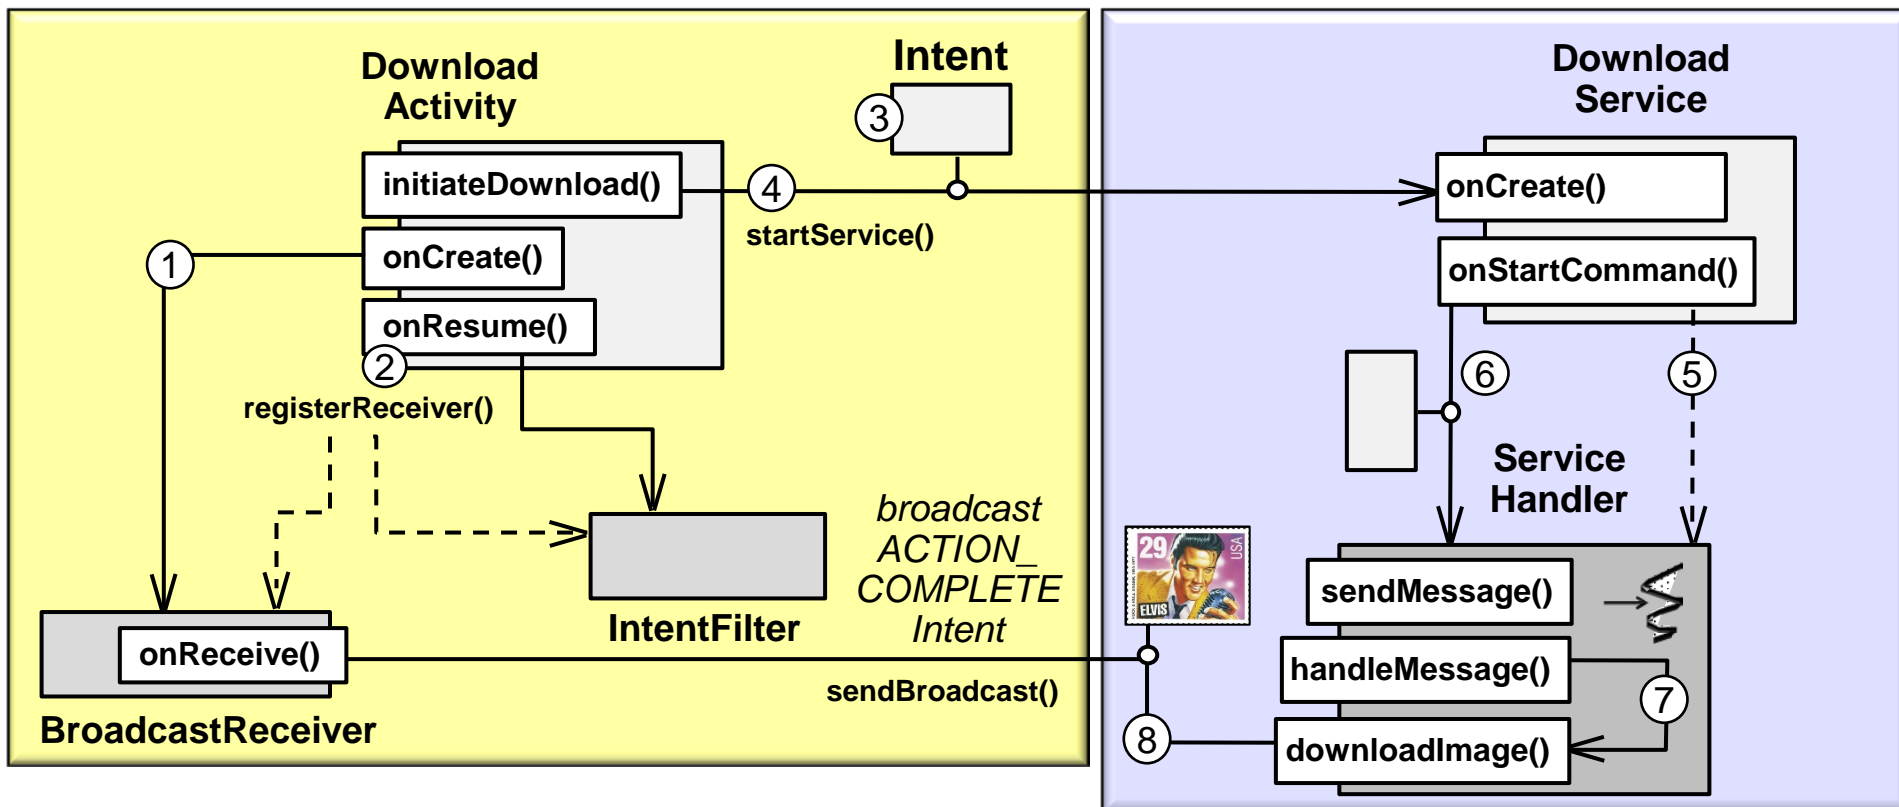 Download
Activity
Intent
3
initiateDownload()
4
startService()
onCreate()
1
onResume()
2
registerReceiver()
IntentFilter
broadcast
ACTION_
COMPLETE
Intent
onReceive()
sendBroadcast()
BroadcastReceiver
Download
Service
onCreate()
onStartCommand()
6
5
Service
Handler
29
USA
ELVIS
sendMessage()
handleMessage()
7
8
downloadImage()